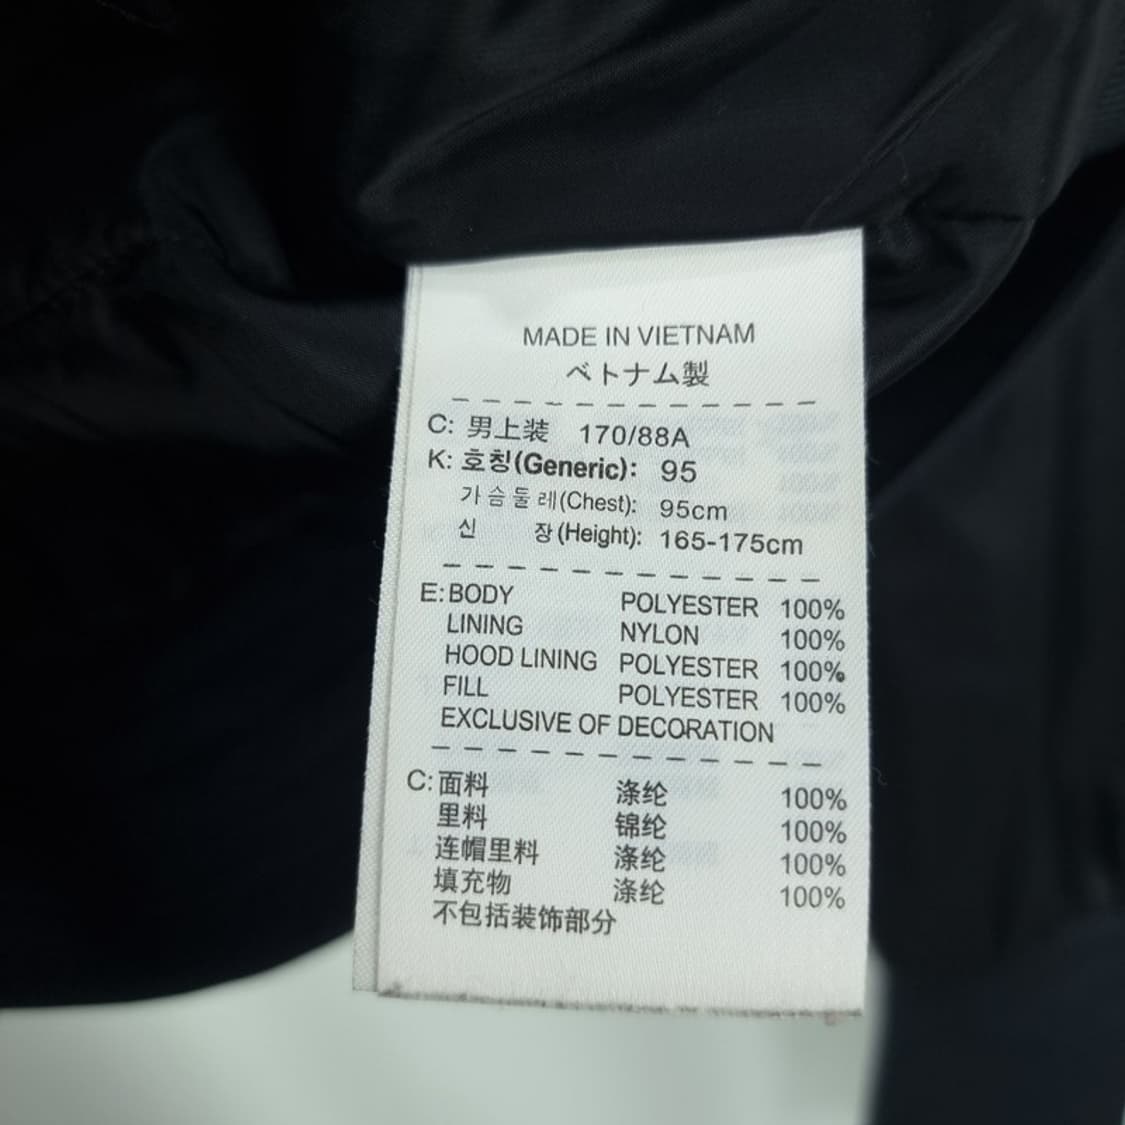 MADE IN VIETNAM
ベトナム製
C: 男上装 170/88A
K: 호칭(Generic): 95
가슴둘레(Chest): 95cm
신 장(Height): 165-175cm
E: BODY POLYESTER 100%
LINING NYLON 100%
HOOD LINING POLYESTER 100%
FILL POLYESTER 100%
EXCLUSIVE OF DECORATION
C: 面料 涤纶 100%
里料 锦纶 100%
连帽里料 涤纶 100%
填充物 涤纶 100%
不包括装饰部分